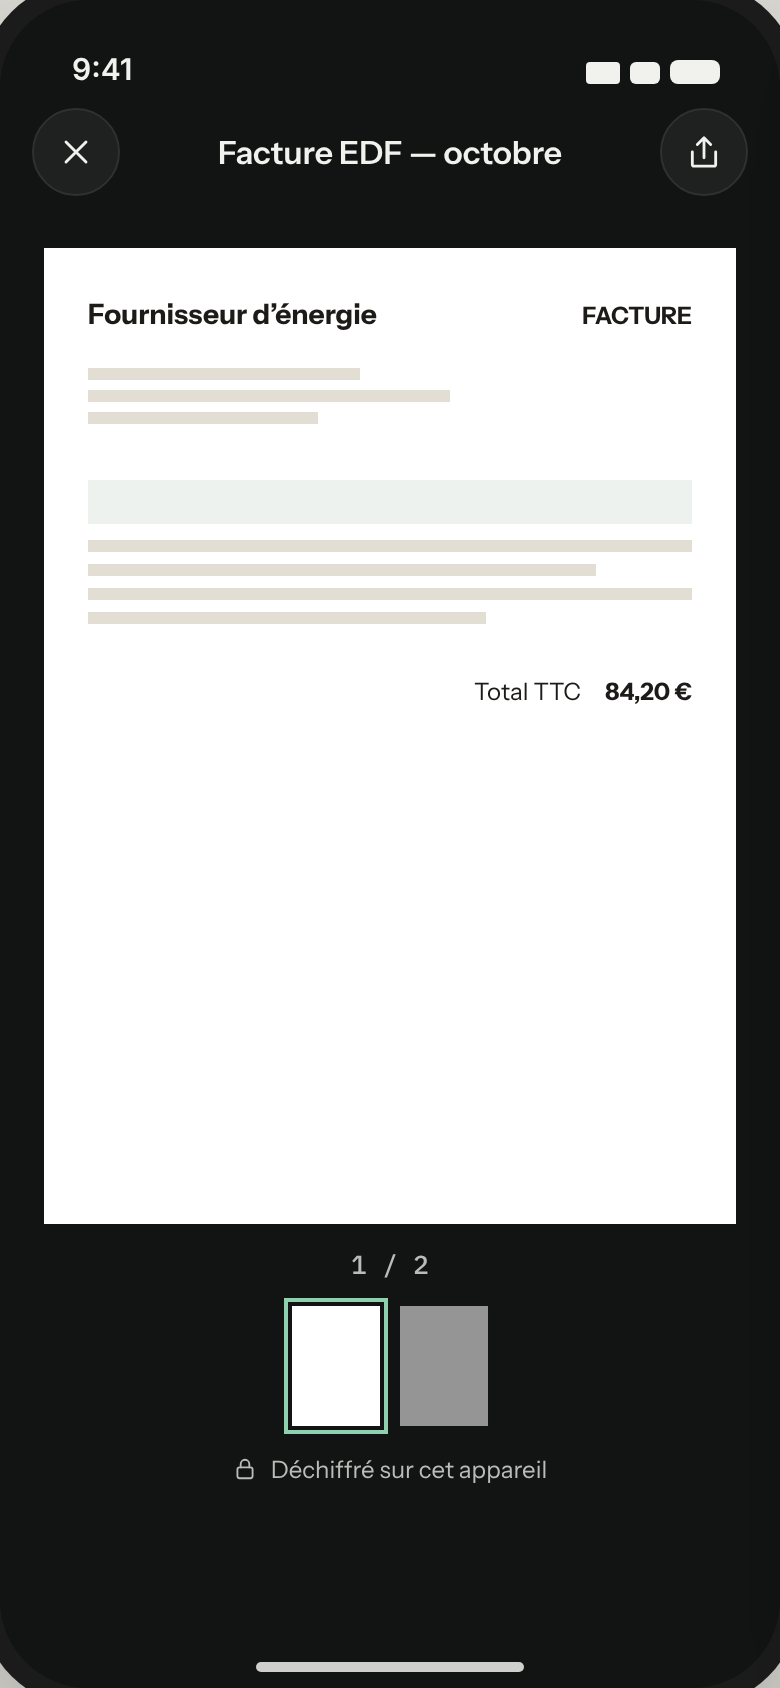 9:41
Facture EDF — octobre
Fournisseur d’énergie
FACTURE
Total TTC 84,20 €
1 / 2
Déchiffré sur cet appareil